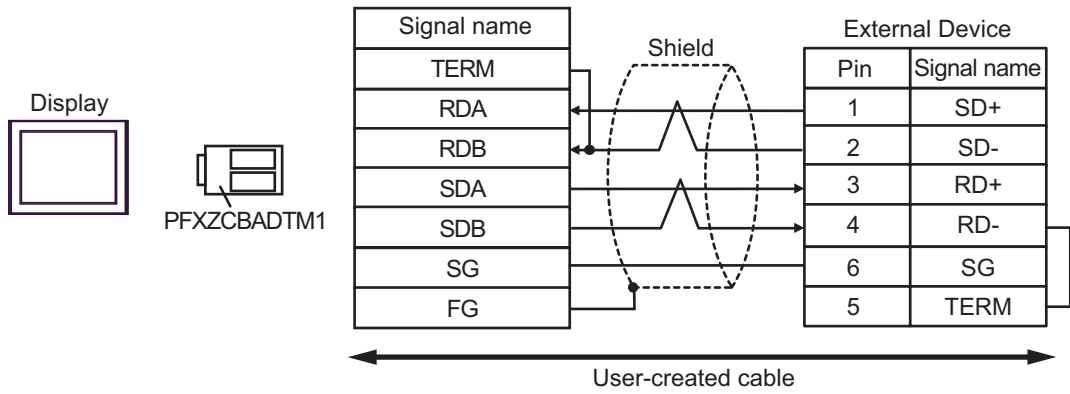 Display
PFXZCBADTM1
Signal name
TERM
RDA
RDB
SDA
SDB
SG
FG
Shield
External Device
Pin Signal name
1 SD+
2 SD-
3 RD+
4 RD-
6 SG
5 TERM
User-created cable